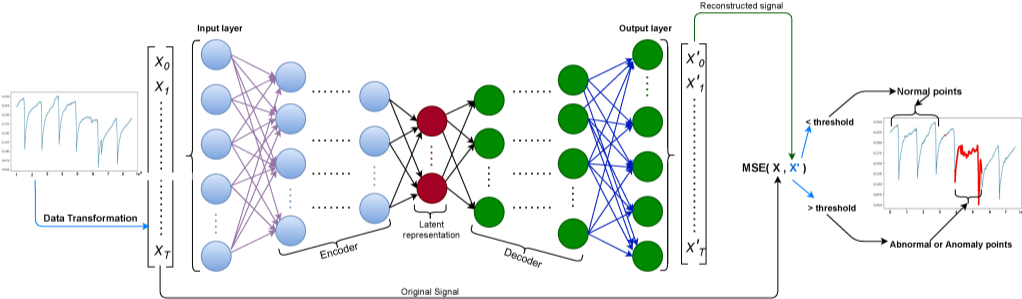 Reconstructed signal
Input layer
Output layer
X0
X1
XT
X'0
X'1
X'T
Data Transformation
Encoder
Latent
representation
Decoder
Original Signal
MSE( X , X' )
< threshold
> threshold
Normal points
Abnormal or Anomaly points